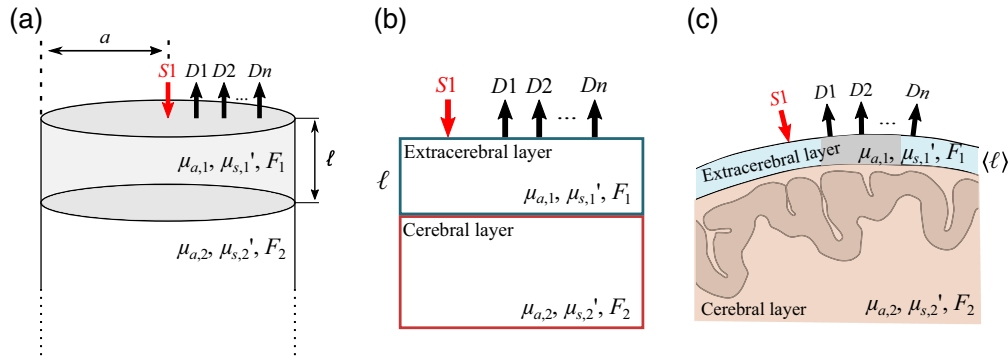 (a)
a
S1 D1 D2 ... Dn
μa,1, μs,1', F1
ℓ
μa,2, μs,2', F2
(b)
S1 D1 D2 ... Dn
Extracerebral layer
ℓ
μa,1, μs,1', F1
Cerebral layer
μa,2, μs,2', F2
(c)
S1 D1 D2 ... Dn
Extracerebral layer μa,1, μs,1', F1 ⟨ℓ⟩
Cerebral layer μa,2, μs,2', F2